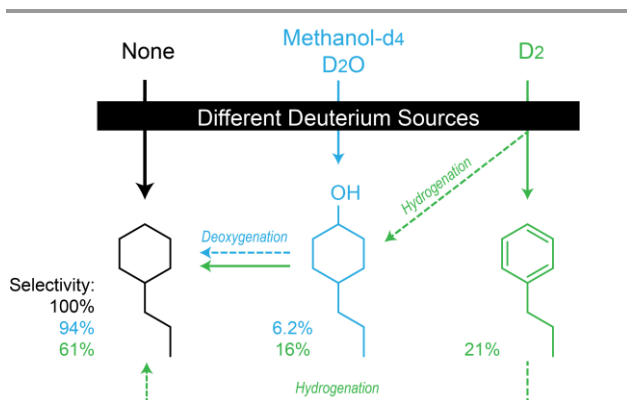 None
Methanol-d4
D2O
D2
Different Deuterium Sources
OH
Hydrogenation
Deoxygenation
Selectivity:
100%
94%
6.2%
61%
16%
21%
Hydrogenation